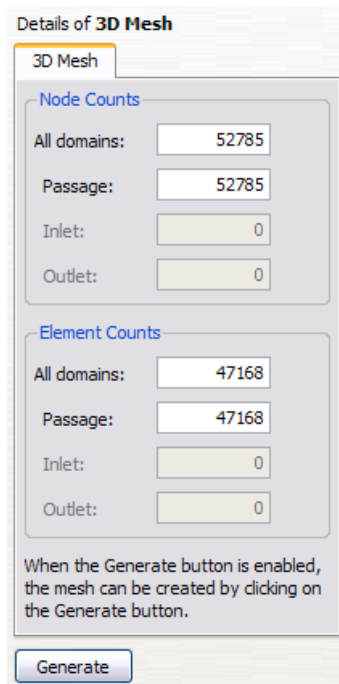 Details of 3D Mesh
3D Mesh
Node Counts
All domains: 52785
Passage: 52785
Inlet: 0
Outlet: 0
Element Counts
All domains: 47168
Passage: 47168
Inlet: 0
Outlet: 0
When the Generate button is enabled,
the mesh can be created by clicking on
the Generate button.
Generate